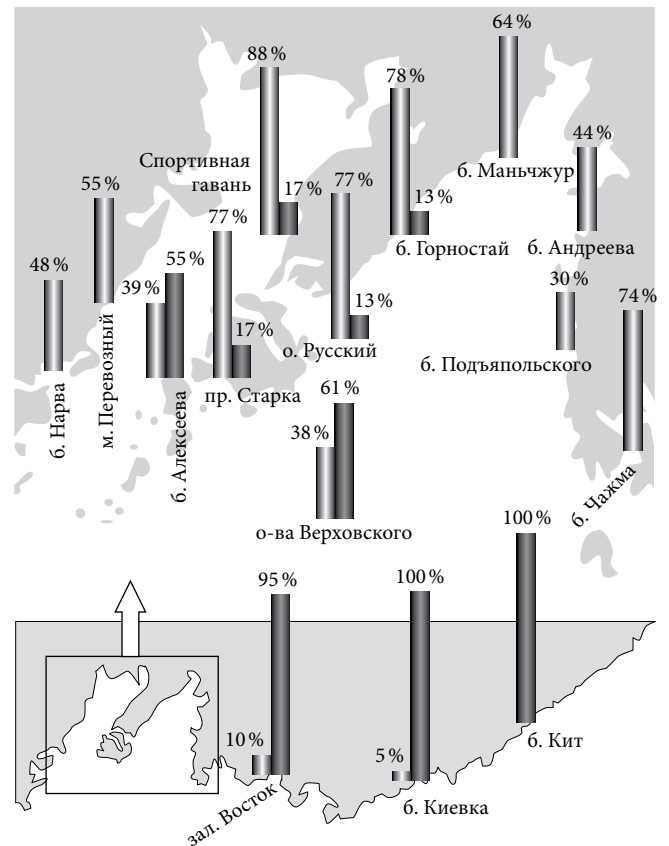 64 %
88 %
78 %
44 %
Спортивная
гавань
б. Маньчжур
55 %
17 %
77 %
13 %
77 %
б. Горностай
б. Андреева
48 %
39 %
55 %
30 %
74 %
13 %
17 %
о. Русский
б. Подъяпольского
м. Перевозный
б. Нарва
б. Алексеева
пр. Старка
61 %
38 %
б. Чажма
о-ва Верховского
100 %
95 %
100 %
10 %
5 %
б. Кит
зал. Восток
б. Киевка